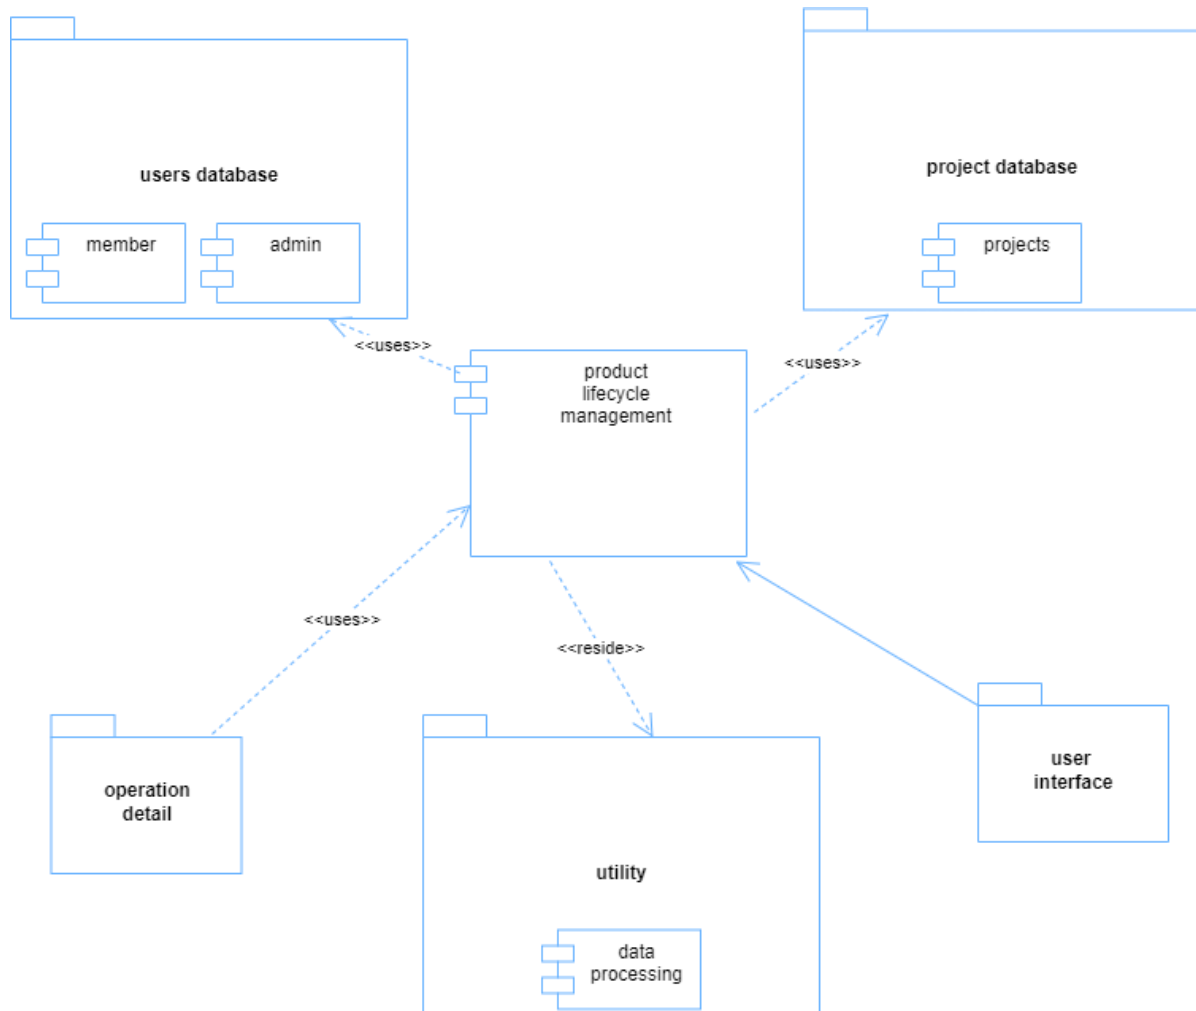 users database
project database
member
admin
projects
<<uses>>
<<uses>>
product
lifecycle
management
<<uses>>
<<reside>>
operation
detail
user
interface
utility
data
processing